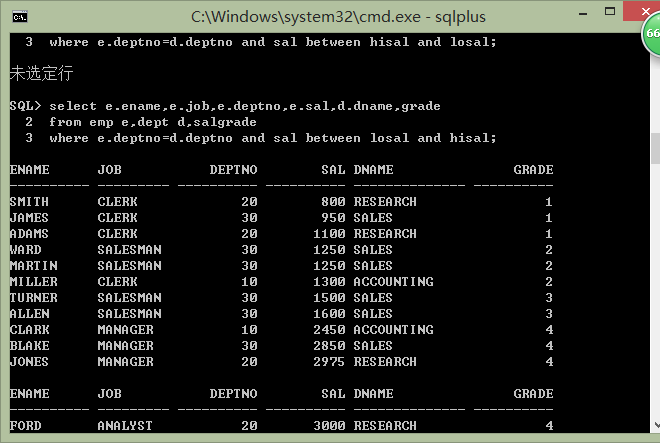 C:\Windows\system32\cmd.exe - sqlplus
66
  3  where e.deptno=d.deptno and sal between hisal and losal;
未选定行
SQL> select e.ename,e.job,e.deptno,e.sal,d.dname,grade
  2  from emp e,dept d,salgrade
  3  where e.deptno=d.deptno and sal between losal and hisal;
ENAME      JOB           DEPTNO        SAL DNAME               GRADE
---------- --------- ---------- ---------- -------------- ----------
SMITH      CLERK             20        800 RESEARCH                1
JAMES      CLERK             30        950 SALES                   1
ADAMS      CLERK             20       1100 RESEARCH                1
WARD       SALESMAN          30       1250 SALES                   2
MARTIN     SALESMAN          30       1250 SALES                   2
MILLER     CLERK             10       1300 ACCOUNTING              2
TURNER     SALESMAN          30       1500 SALES                   3
ALLEN      SALESMAN          30       1600 SALES                   3
CLARK      MANAGER           10       2450 ACCOUNTING              4
BLAKE      MANAGER           30       2850 SALES                   4
JONES      MANAGER           20       2975 RESEARCH                4
ENAME      JOB           DEPTNO        SAL DNAME               GRADE
---------- --------- ---------- ---------- -------------- ----------
FORD       ANALYST           20       3000 RESEARCH                4